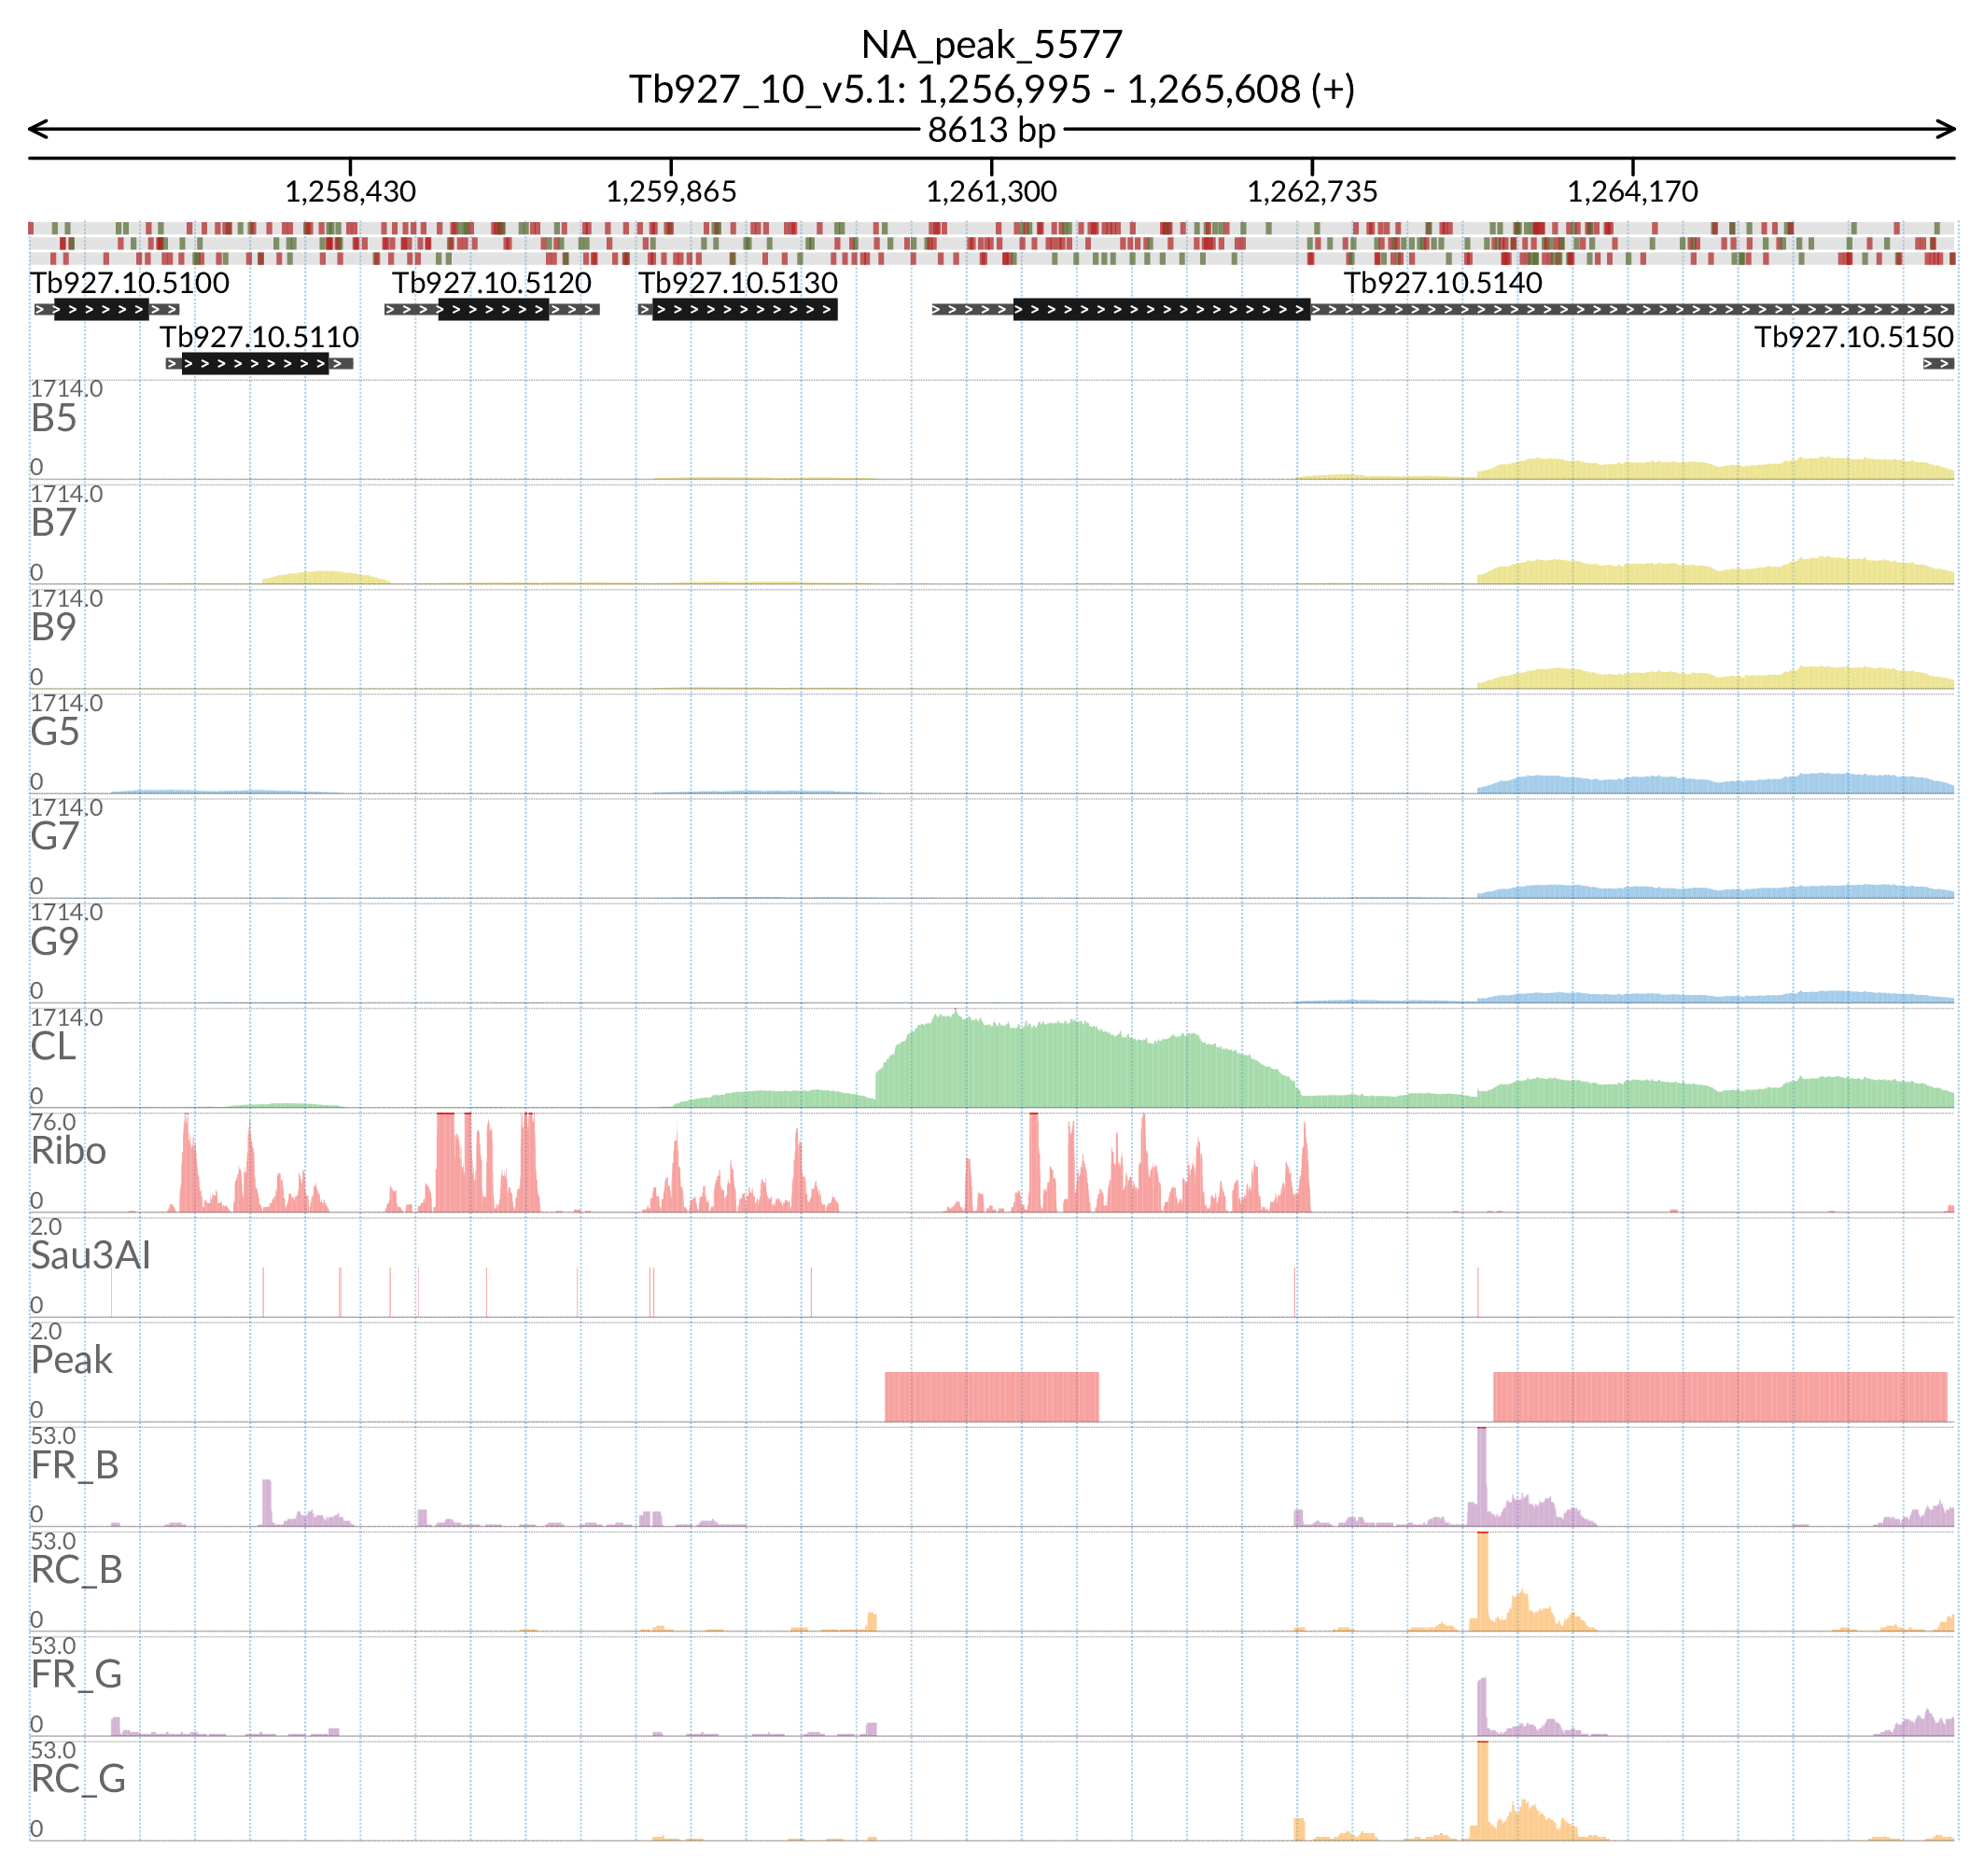 NA_peak_5577
Tb927_10_v5.1: 1,256,995 - 1,265,608 (+)
8613 bp
1,258,430 1,259,865 1,261,300 1,262,735 1,264,170
Tb927.10.5100 Tb927.10.5120 Tb927.10.5130 Tb927.10.5140
Tb927.10.5110 Tb927.10.5150
1714.0
B5
0
1714.0
B7
0
1714.0
B9
0
1714.0
G5
0
1714.0
G7
0
1714.0
G9
0
1714.0
CL
0
76.0
Ribo
0
2.0
Sau3AI
0
2.0
Peak
0
53.0
FR_B
0
53.0
RC_B
0
53.0
FR_G
0
53.0
RC_G
0